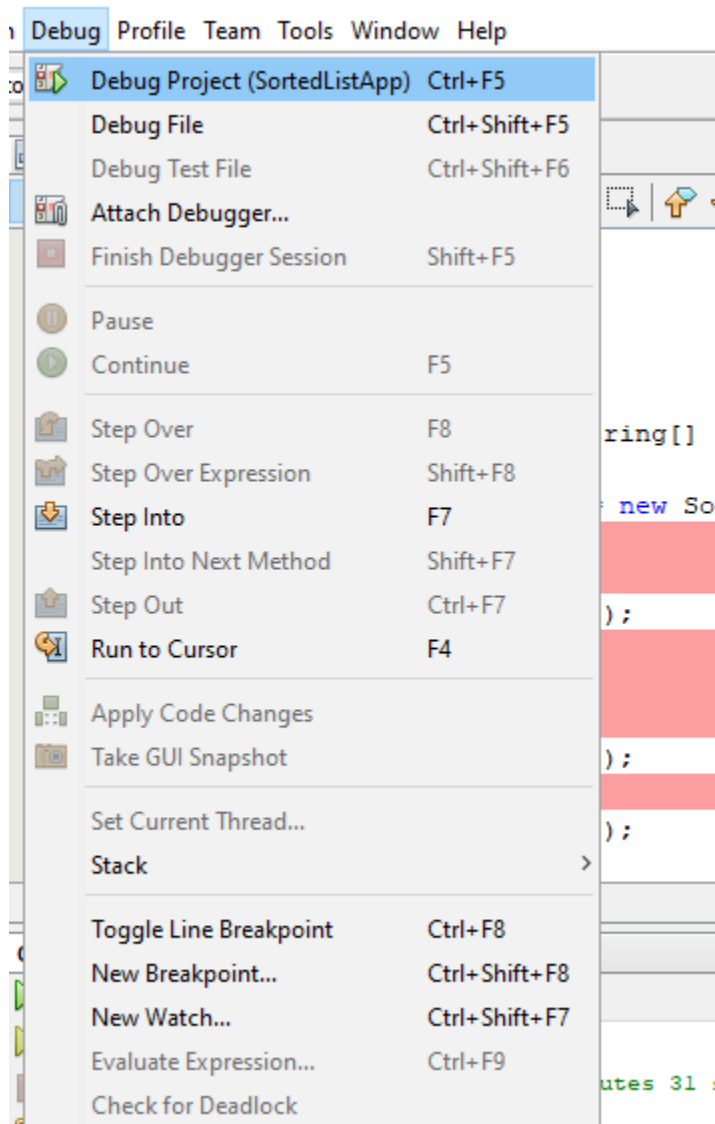 Debug Profile Team Tools Window Help
Debug Project (SortedListApp) Ctrl+F5
Debug File Ctrl+Shift+F5
Debug Test File Ctrl+Shift+F6
Attach Debugger...
Finish Debugger Session Shift+F5
Pause
Continue F5
Step Over F8
ring[]
Step Over Expression Shift+F8
Step Into F7
new So
Step Into Next Method Shift+F7
Step Out Ctrl+F7
);
Run to Cursor F4
Apply Code Changes
Take GUI Snapshot
);
Set Current Thread...
);
Stack
Toggle Line Breakpoint Ctrl+F8
New Breakpoint... Ctrl+Shift+F8
New Watch... Ctrl+Shift+F7
Evaluate Expression... Ctrl+F9
utes 31
Check for Deadlock